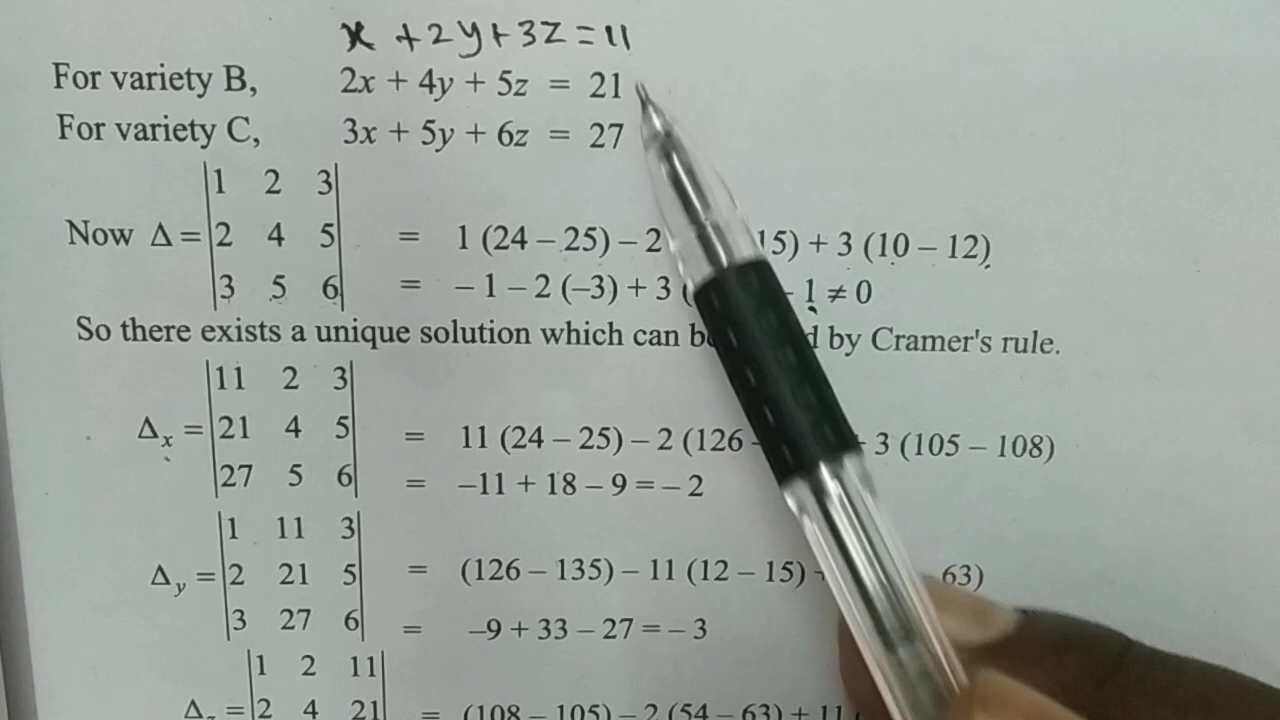 x + 2y + 3z = 11
For variety B, 2x + 4y + 5z = 21
For variety C, 3x + 5y + 6z = 27
|1 2 3|
Now Δ = |2 4 5| = 1 (24 – 25) – 2 15) + 3 (10 – 12)
|3 5 6| = – 1 – 2 (–3) + 3 ( – 1 ≠ 0
So there exists a unique solution which can by Cramer's rule.
|11 2 3|
Δx = |21 4 5| = 11 (24 – 25) – 2 (126 – + 3 (105 – 108)
|27 5 6| = –11 + 18 – 9 = – 2
|1 11 3|
Δy = |2 21 5| = (126 – 135) – 11 (12 – 15) 63)
|3 27 6| = –9 + 33 – 27 = – 3
|1 2 11|
= |2 4 21| = (108 – 105) – 2 (54 – 63) + 11